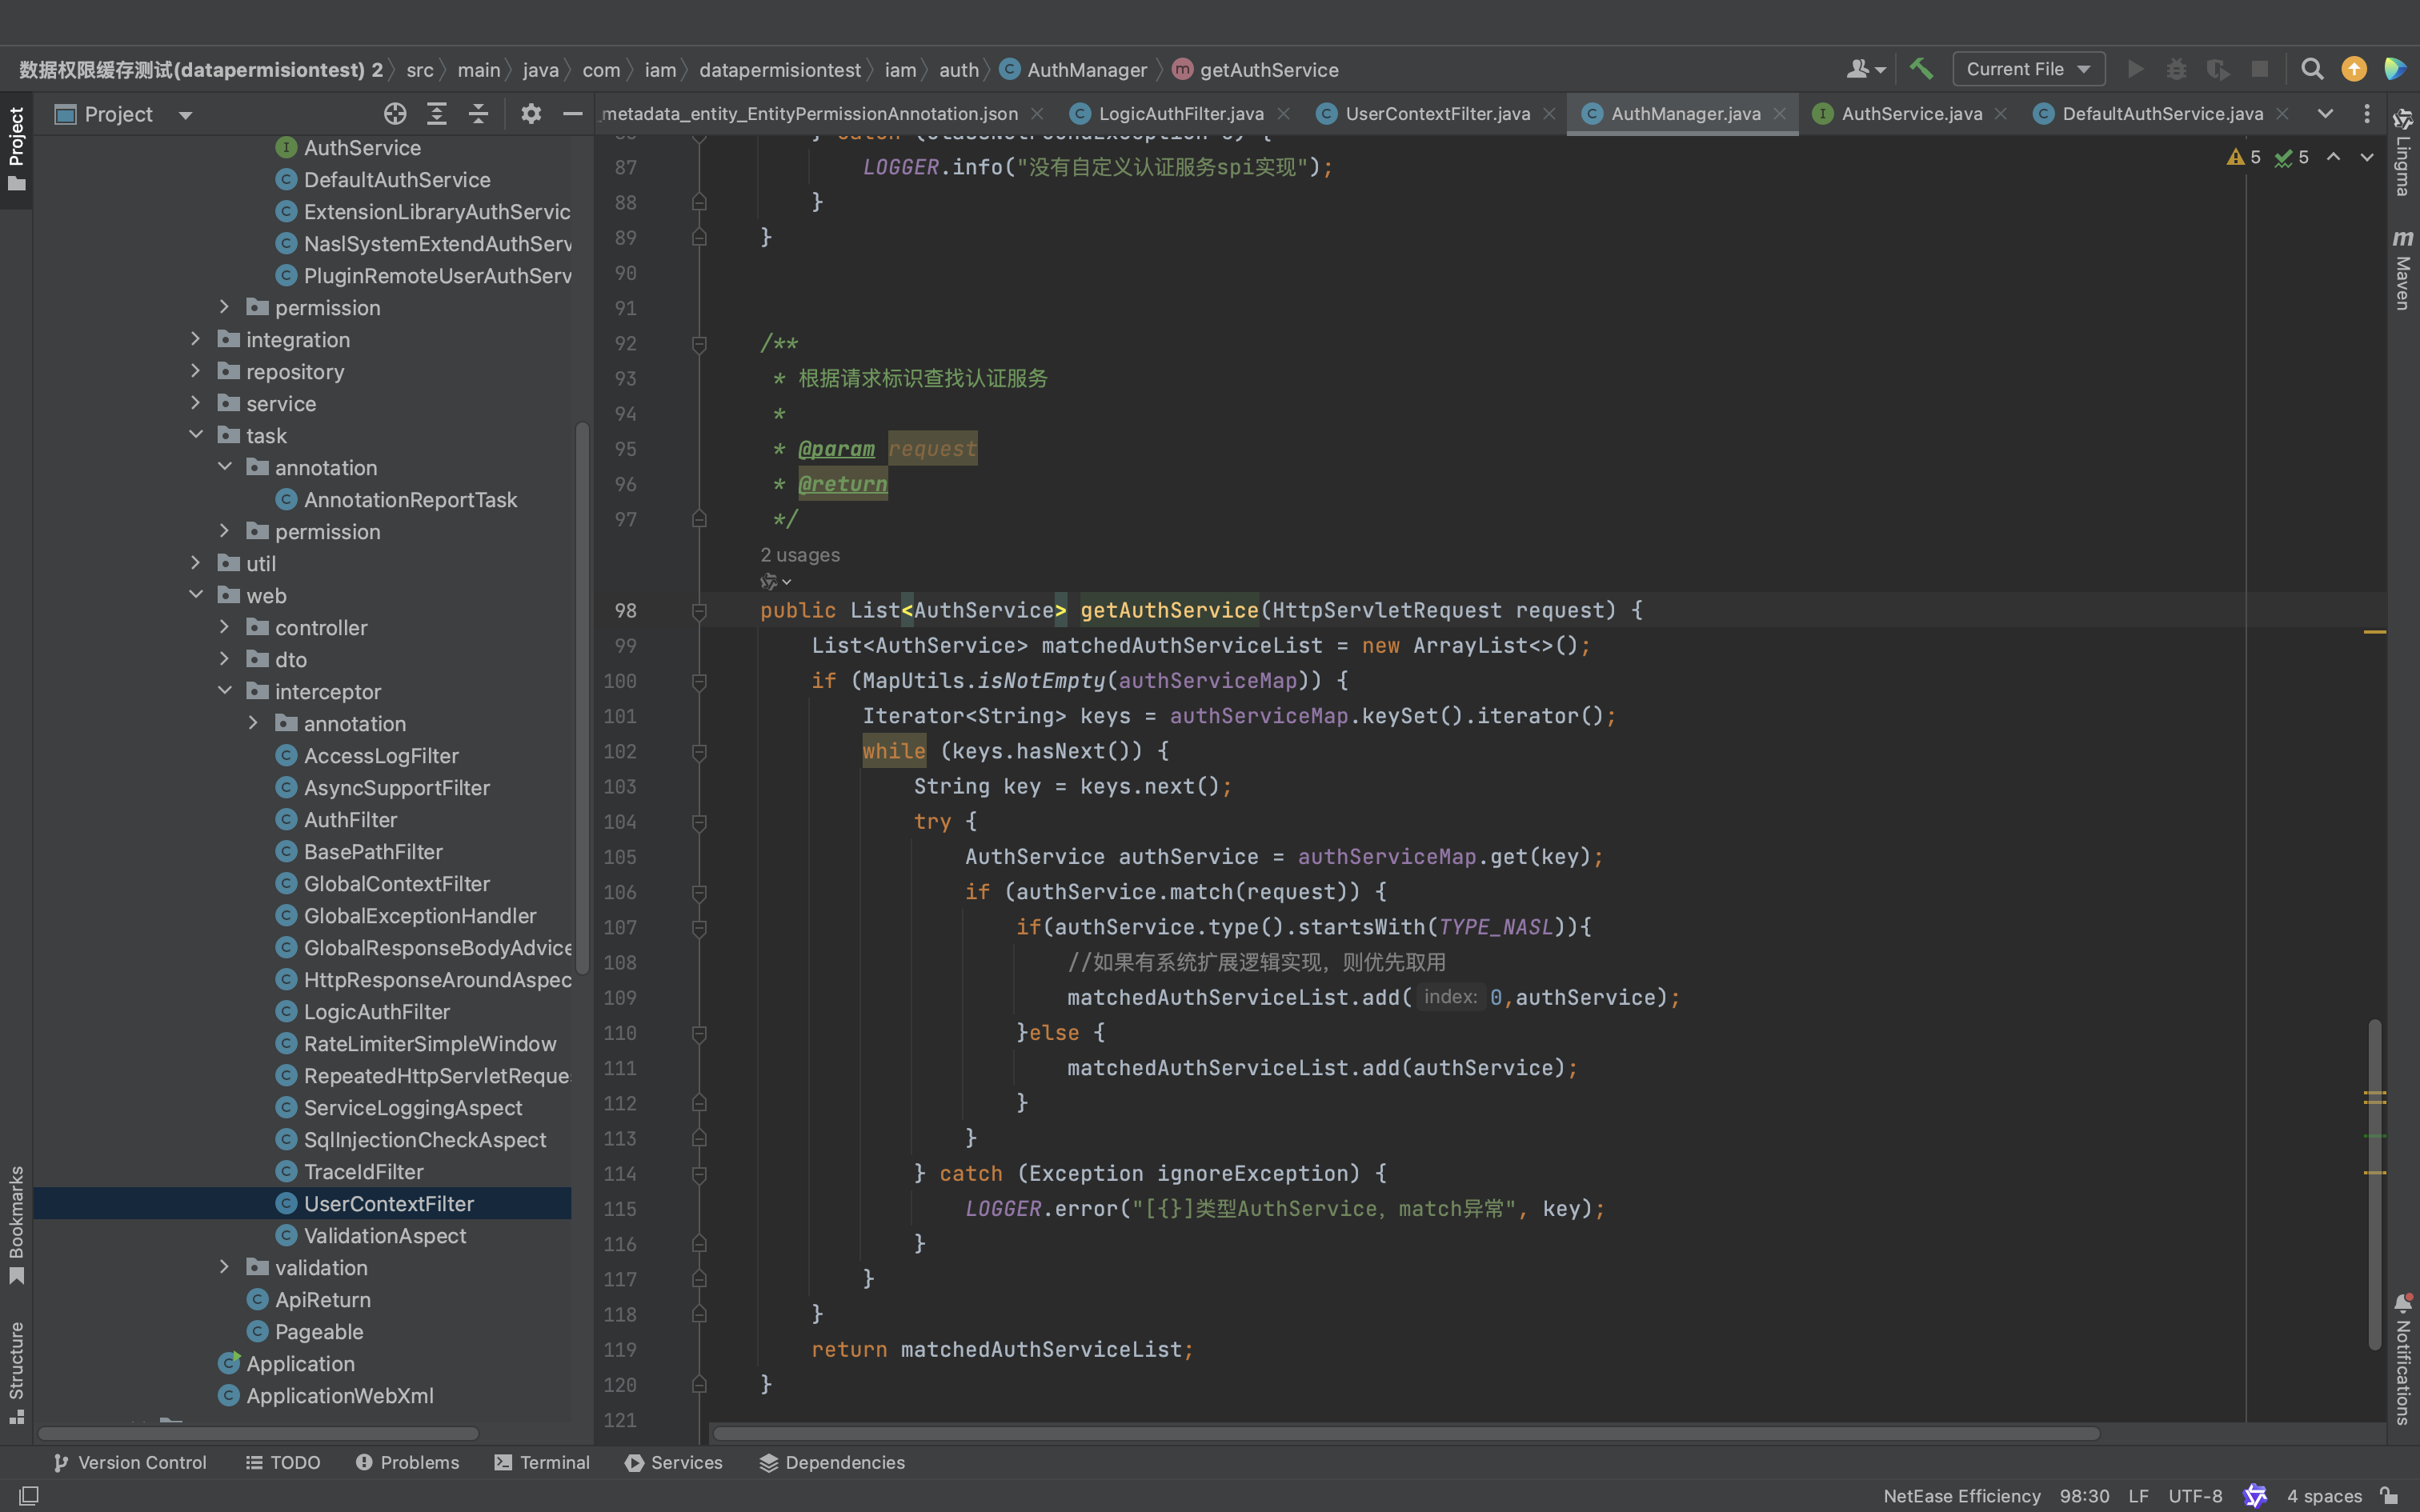 数据权限缓存测试(datapermisiontest) 2 src main java com iam datapermisiontest iam auth AuthManager getAuthService
Current File
Project
_metadata_entity_EntityPermissionAnnotation.json LogicAuthFilter.java UserContextFilter.java AuthManager.java AuthService.java DefaultAuthService.java
Project
Bookmarks
Structure
AuthService
DefaultAuthService
ExtensionLibraryAuthServic
NaslSystemExtendAuthServ
PluginRemoteUserAuthServ
permission
integration
repository
service
task
annotation
AnnotationReportTask
permission
util
web
controller
dto
interceptor
annotation
AccessLogFilter
AsyncSupportFilter
AuthFilter
BasePathFilter
GlobalContextFilter
GlobalExceptionHandler
GlobalResponseBodyAdvice
HttpResponseAroundAspec
LogicAuthFilter
RateLimiterSimpleWindow
RepeatedHttpServletReque
ServiceLoggingAspect
SqlInjectionCheckAspect
TraceIdFilter
UserContextFilter
ValidationAspect
validation
ApiReturn
Pageable
Application
ApplicationWebXml
5 5
87 LOGGER.info("没有自定义认证服务spi实现");
88 }
89 }
90
91
92 /**
93 * 根据请求标识查找认证服务
94 *
95 * @param request
96 * @return
97 */
2 usages
98 public List<AuthService> getAuthService(HttpServletRequest request) {
99 List<AuthService> matchedAuthServiceList = new ArrayList<>();
100 if (MapUtils.isNotEmpty(authServiceMap)) {
101 Iterator<String> keys = authServiceMap.keySet().iterator();
102 while (keys.hasNext()) {
103 String key = keys.next();
104 try {
105 AuthService authService = authServiceMap.get(key);
106 if (authService.match(request)) {
107 if(authService.type().startsWith(TYPE_NASL)){
108 //如果有系统扩展逻辑实现，则优先取用
109 matchedAuthServiceList.add( index: 0,authService);
110 }else {
111 matchedAuthServiceList.add(authService);
112 }
113 }
114 } catch (Exception ignoreException) {
115 LOGGER.error("[{}]类型AuthService，match异常", key);
116 }
117 }
118 }
119 return matchedAuthServiceList;
120 }
121
Lingma
m Maven
Notifications
Version Control TODO Problems Terminal Services Dependencies
NetEase Efficiency 98:30 LF UTF-8 4 spaces